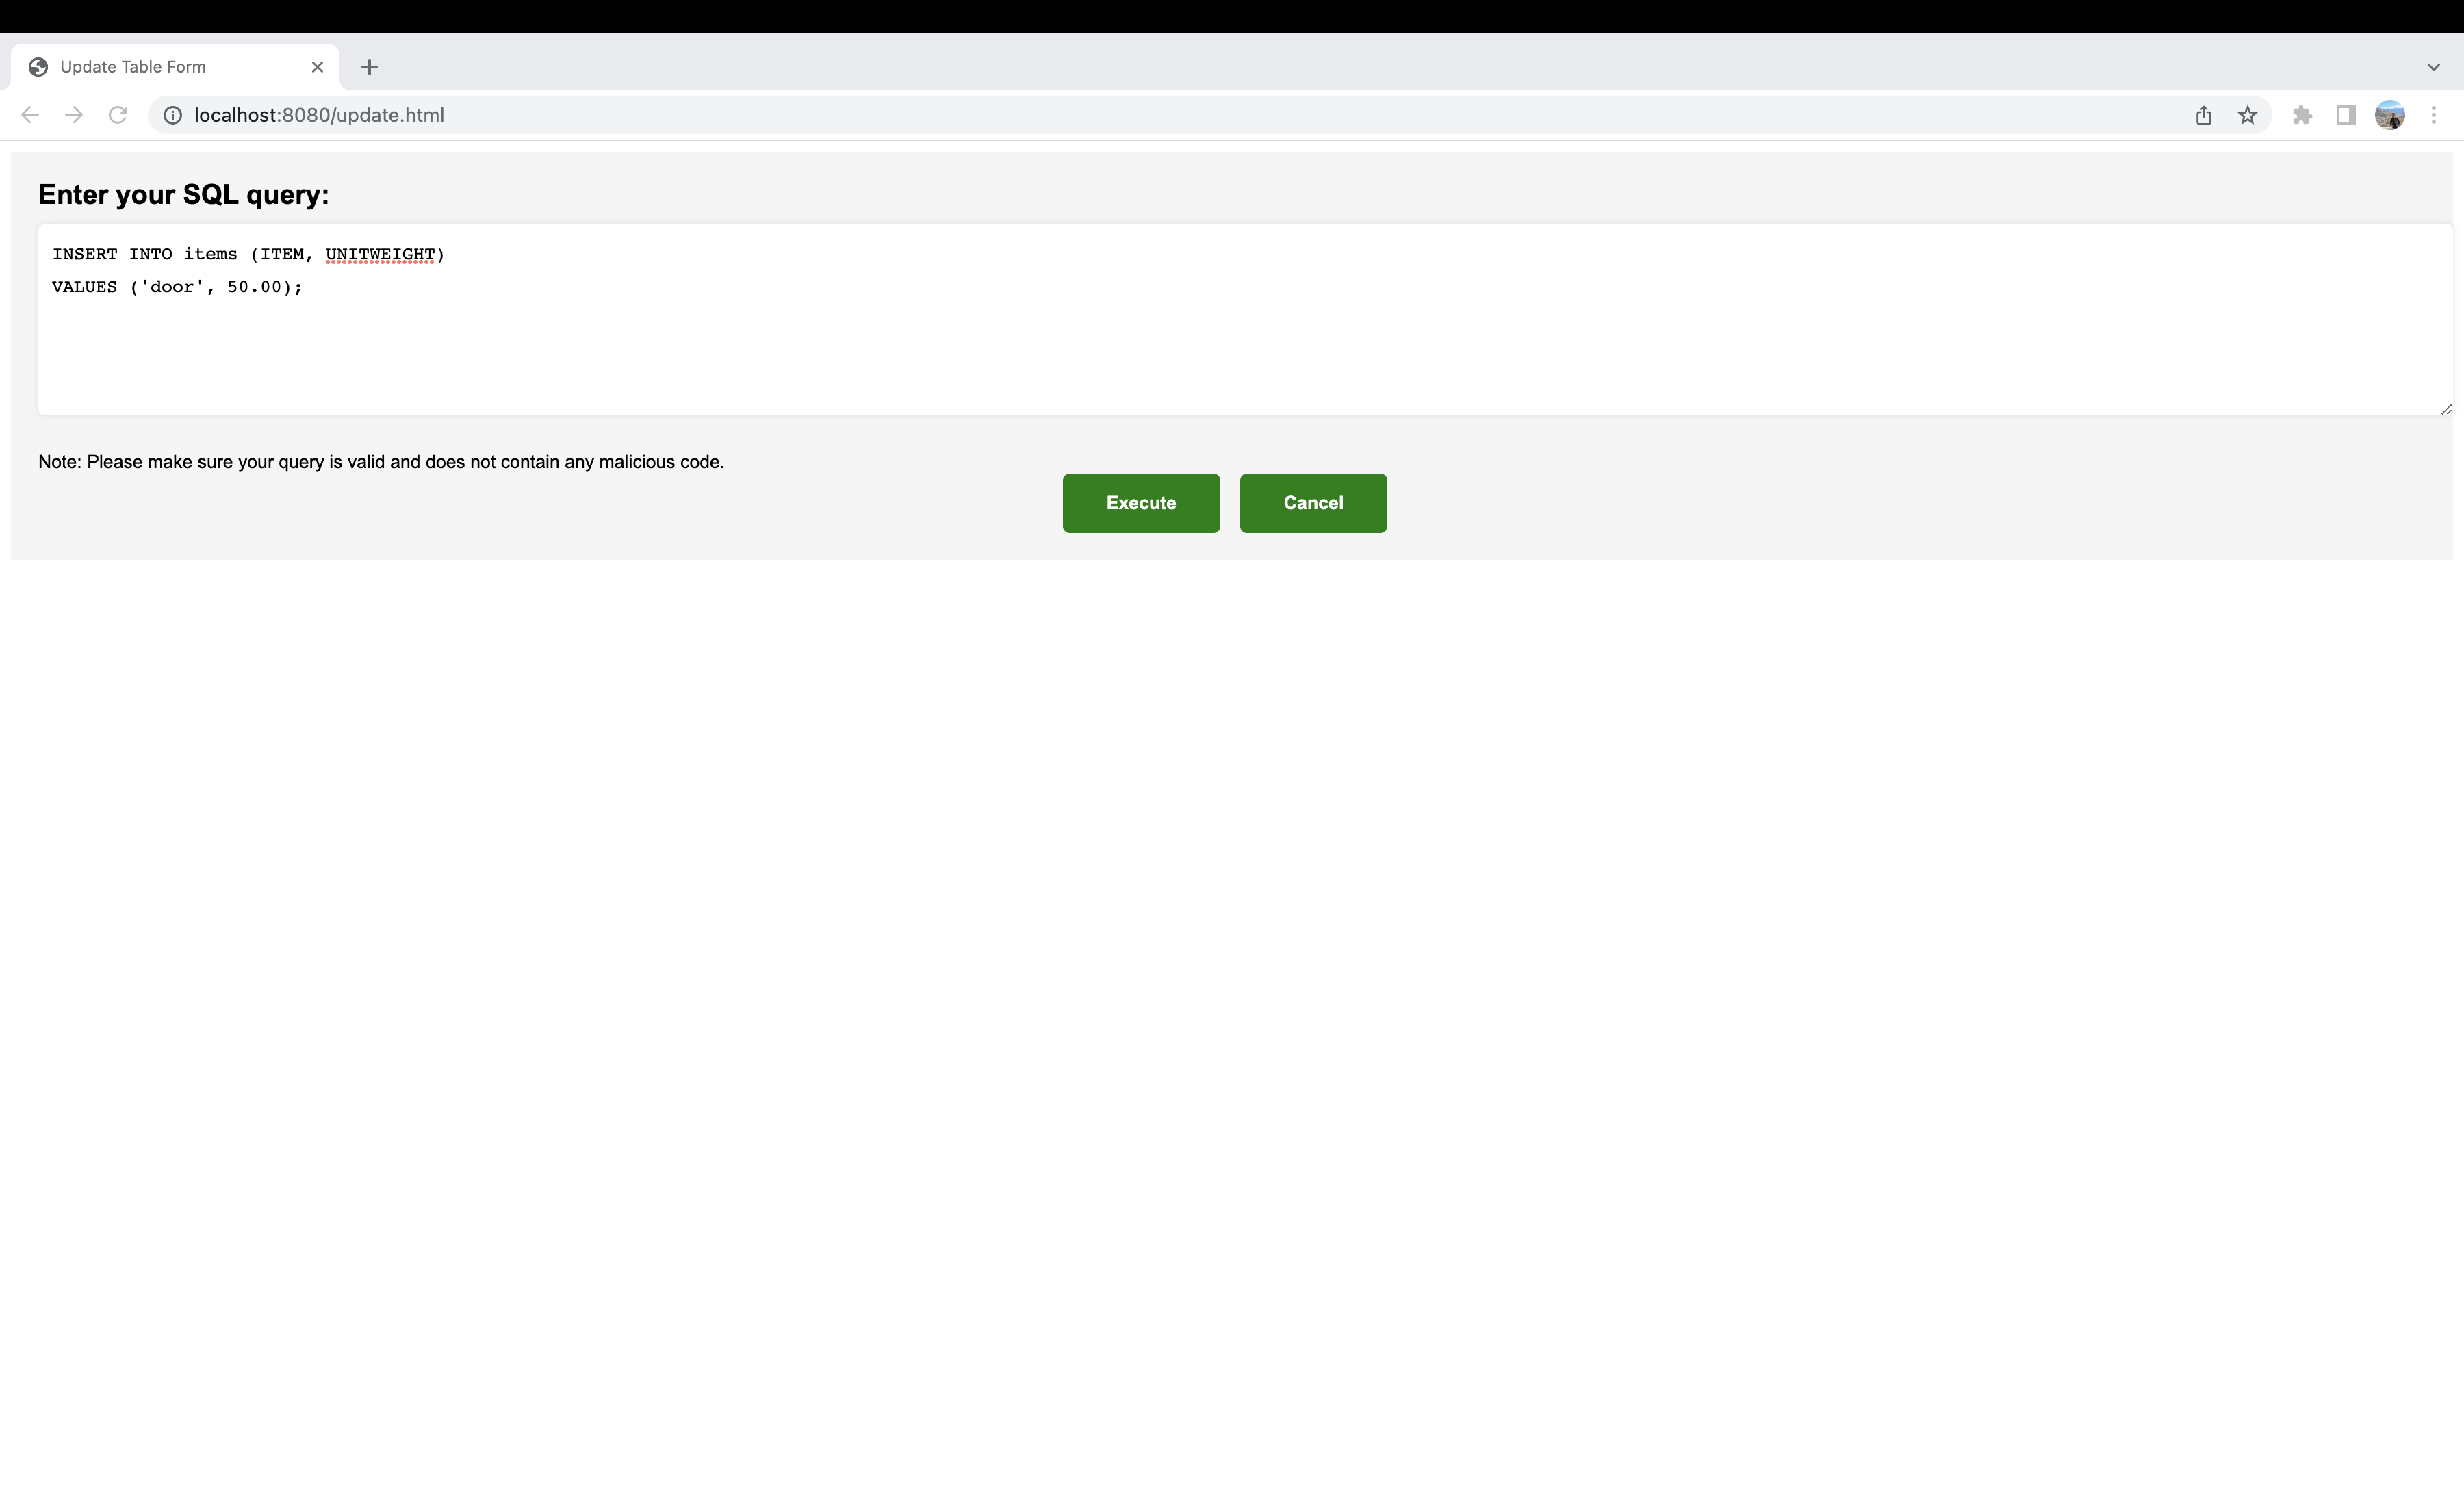 Update Table Form
localhost:8080/update.html
Enter your SQL query:
INSERT INTO items (ITEM, UNITWEIGHT)
VALUES ('door', 50.00);
Note: Please make sure your query is valid and does not contain any malicious code.
Execute Cancel